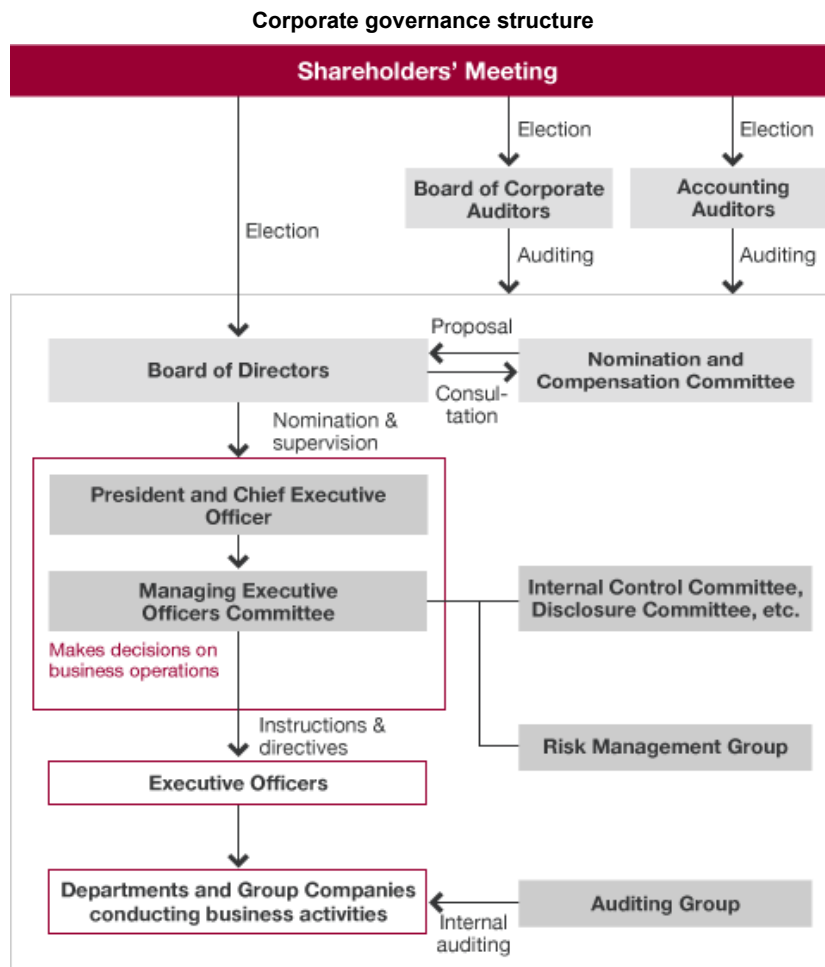 Corporate governance structure
Shareholders' Meeting
Election
Election
Board of Corporate
Auditors
Accounting
Auditors
Election
Auditing
Auditing
Proposal
Board of Directors
Nomination and
Compensation Committee
Consul-
tation
Nomination &
supervision
President and Chief Executive
Officer
Managing Executive
Officers Committee
Internal Control Committee,
Disclosure Committee, etc.
Makes decisions on
business operations
Instructions &
directives
Risk Management Group
Executive Officers
Departments and Group Companies
conducting business activities
Auditing Group
Internal
auditing